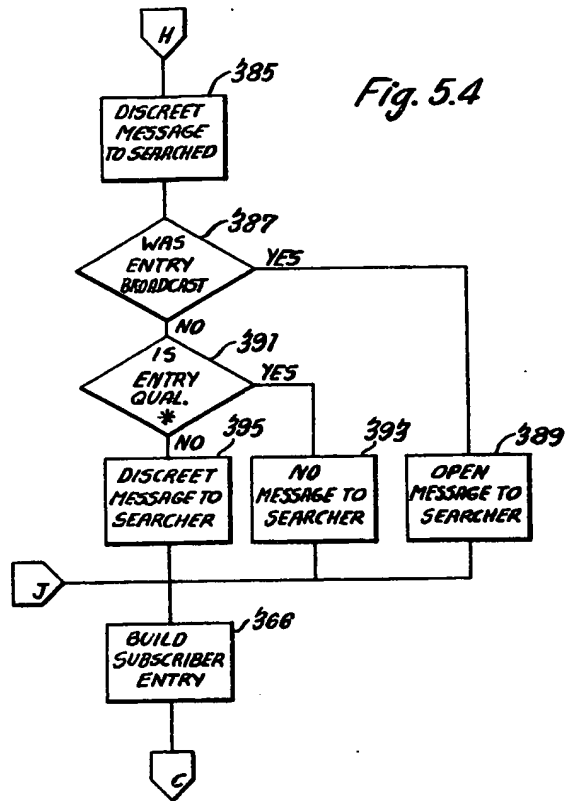 H
385
Fig. 5.4
DISCREET
MESSAGE
TO SEARCHED
387
WAS
ENTRY
BROADCAST
YES
NO
391
IS
ENTRY
QUAL.
*
YES
NO
395
DISCREET
MESSAGE TO
SEARCHER
393
NO
MESSAGE TO
SEARCHER
389
OPEN
MESSAGE TO
SEARCHER
J
366
BUILD
SUBSCRIBER
ENTRY
C